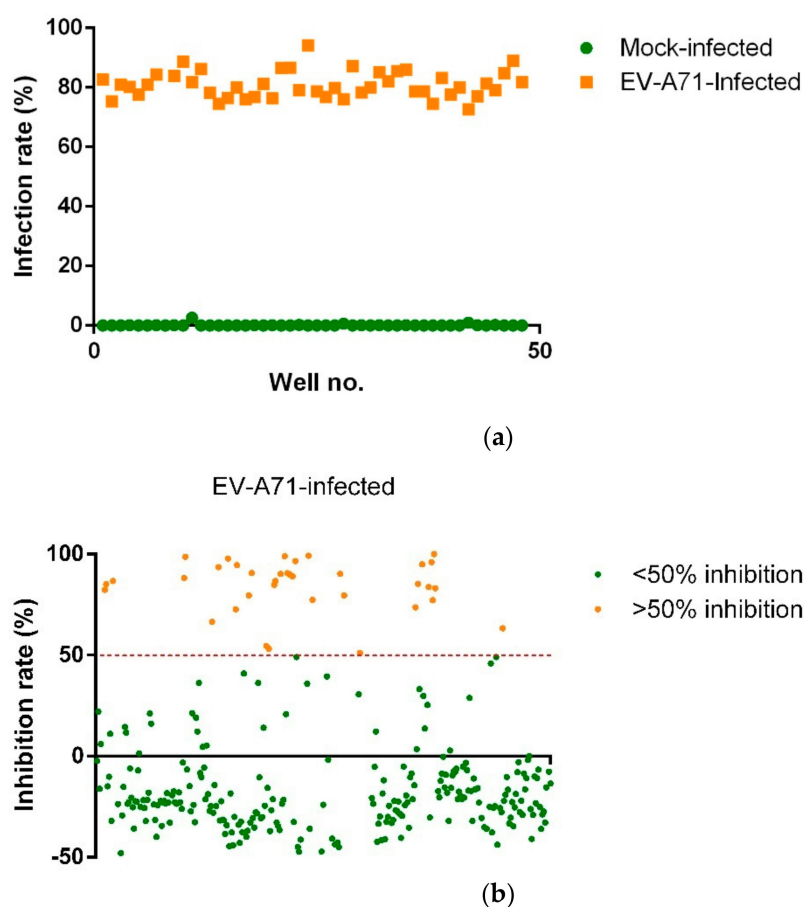 100
80
60
40
20
0
0
50
Infection rate (%)
Well no.
Mock-infected
EV-A71-Infected
(a)
EV-A71-infected
100
50
0
-50
Inhibition rate (%)
<50% inhibition
>50% inhibition
(b)